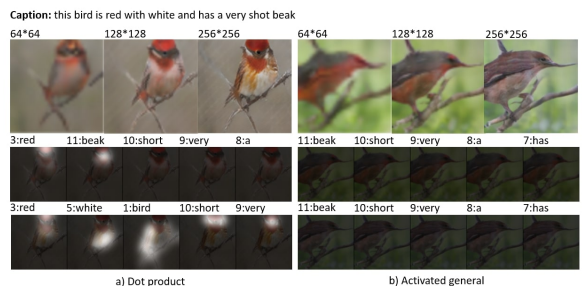 Caption: this bird is red with white and has a very shot beak
64*64 128*128 256*256 64*64 128*128 256*256
3:red 11:beak 10:short 9:very 8:a 11:beak 10:short 9:very 8:a 7:has
3:red 5:white 1:bird 10:short 9:very 11:beak 10:short 9:very 8:a 7:has
a) Dot product b) Activated general